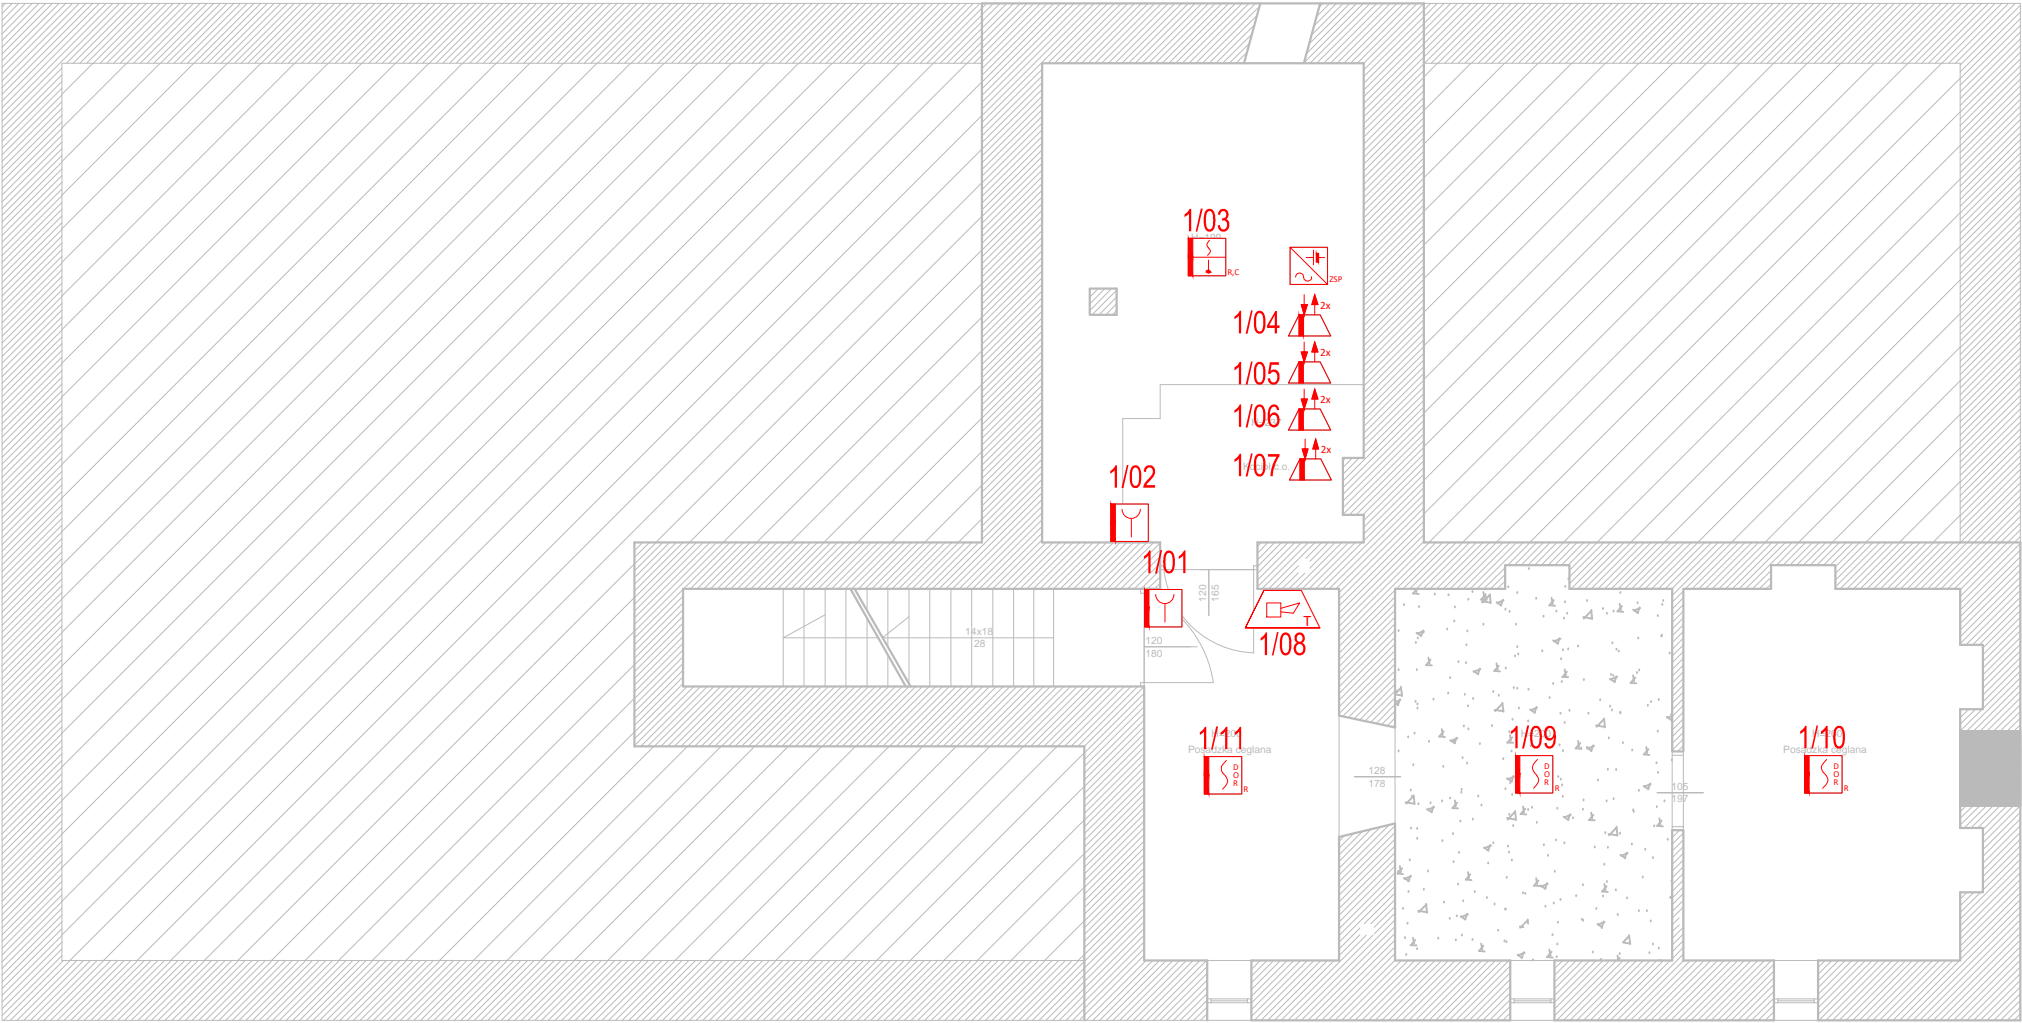 1/03
R,C
ZSP
2x
1/04
2x
1/05
2x
1/06
2x
1/07
1/02
1/01
120
165
14x18
28
120
180
T
1/08
1/11
Posadzka ceglana
D
O
R
R
128
178
1/09
D
O
R
R
105
197
1/10
Posadzka ceglana
D
O
R
R